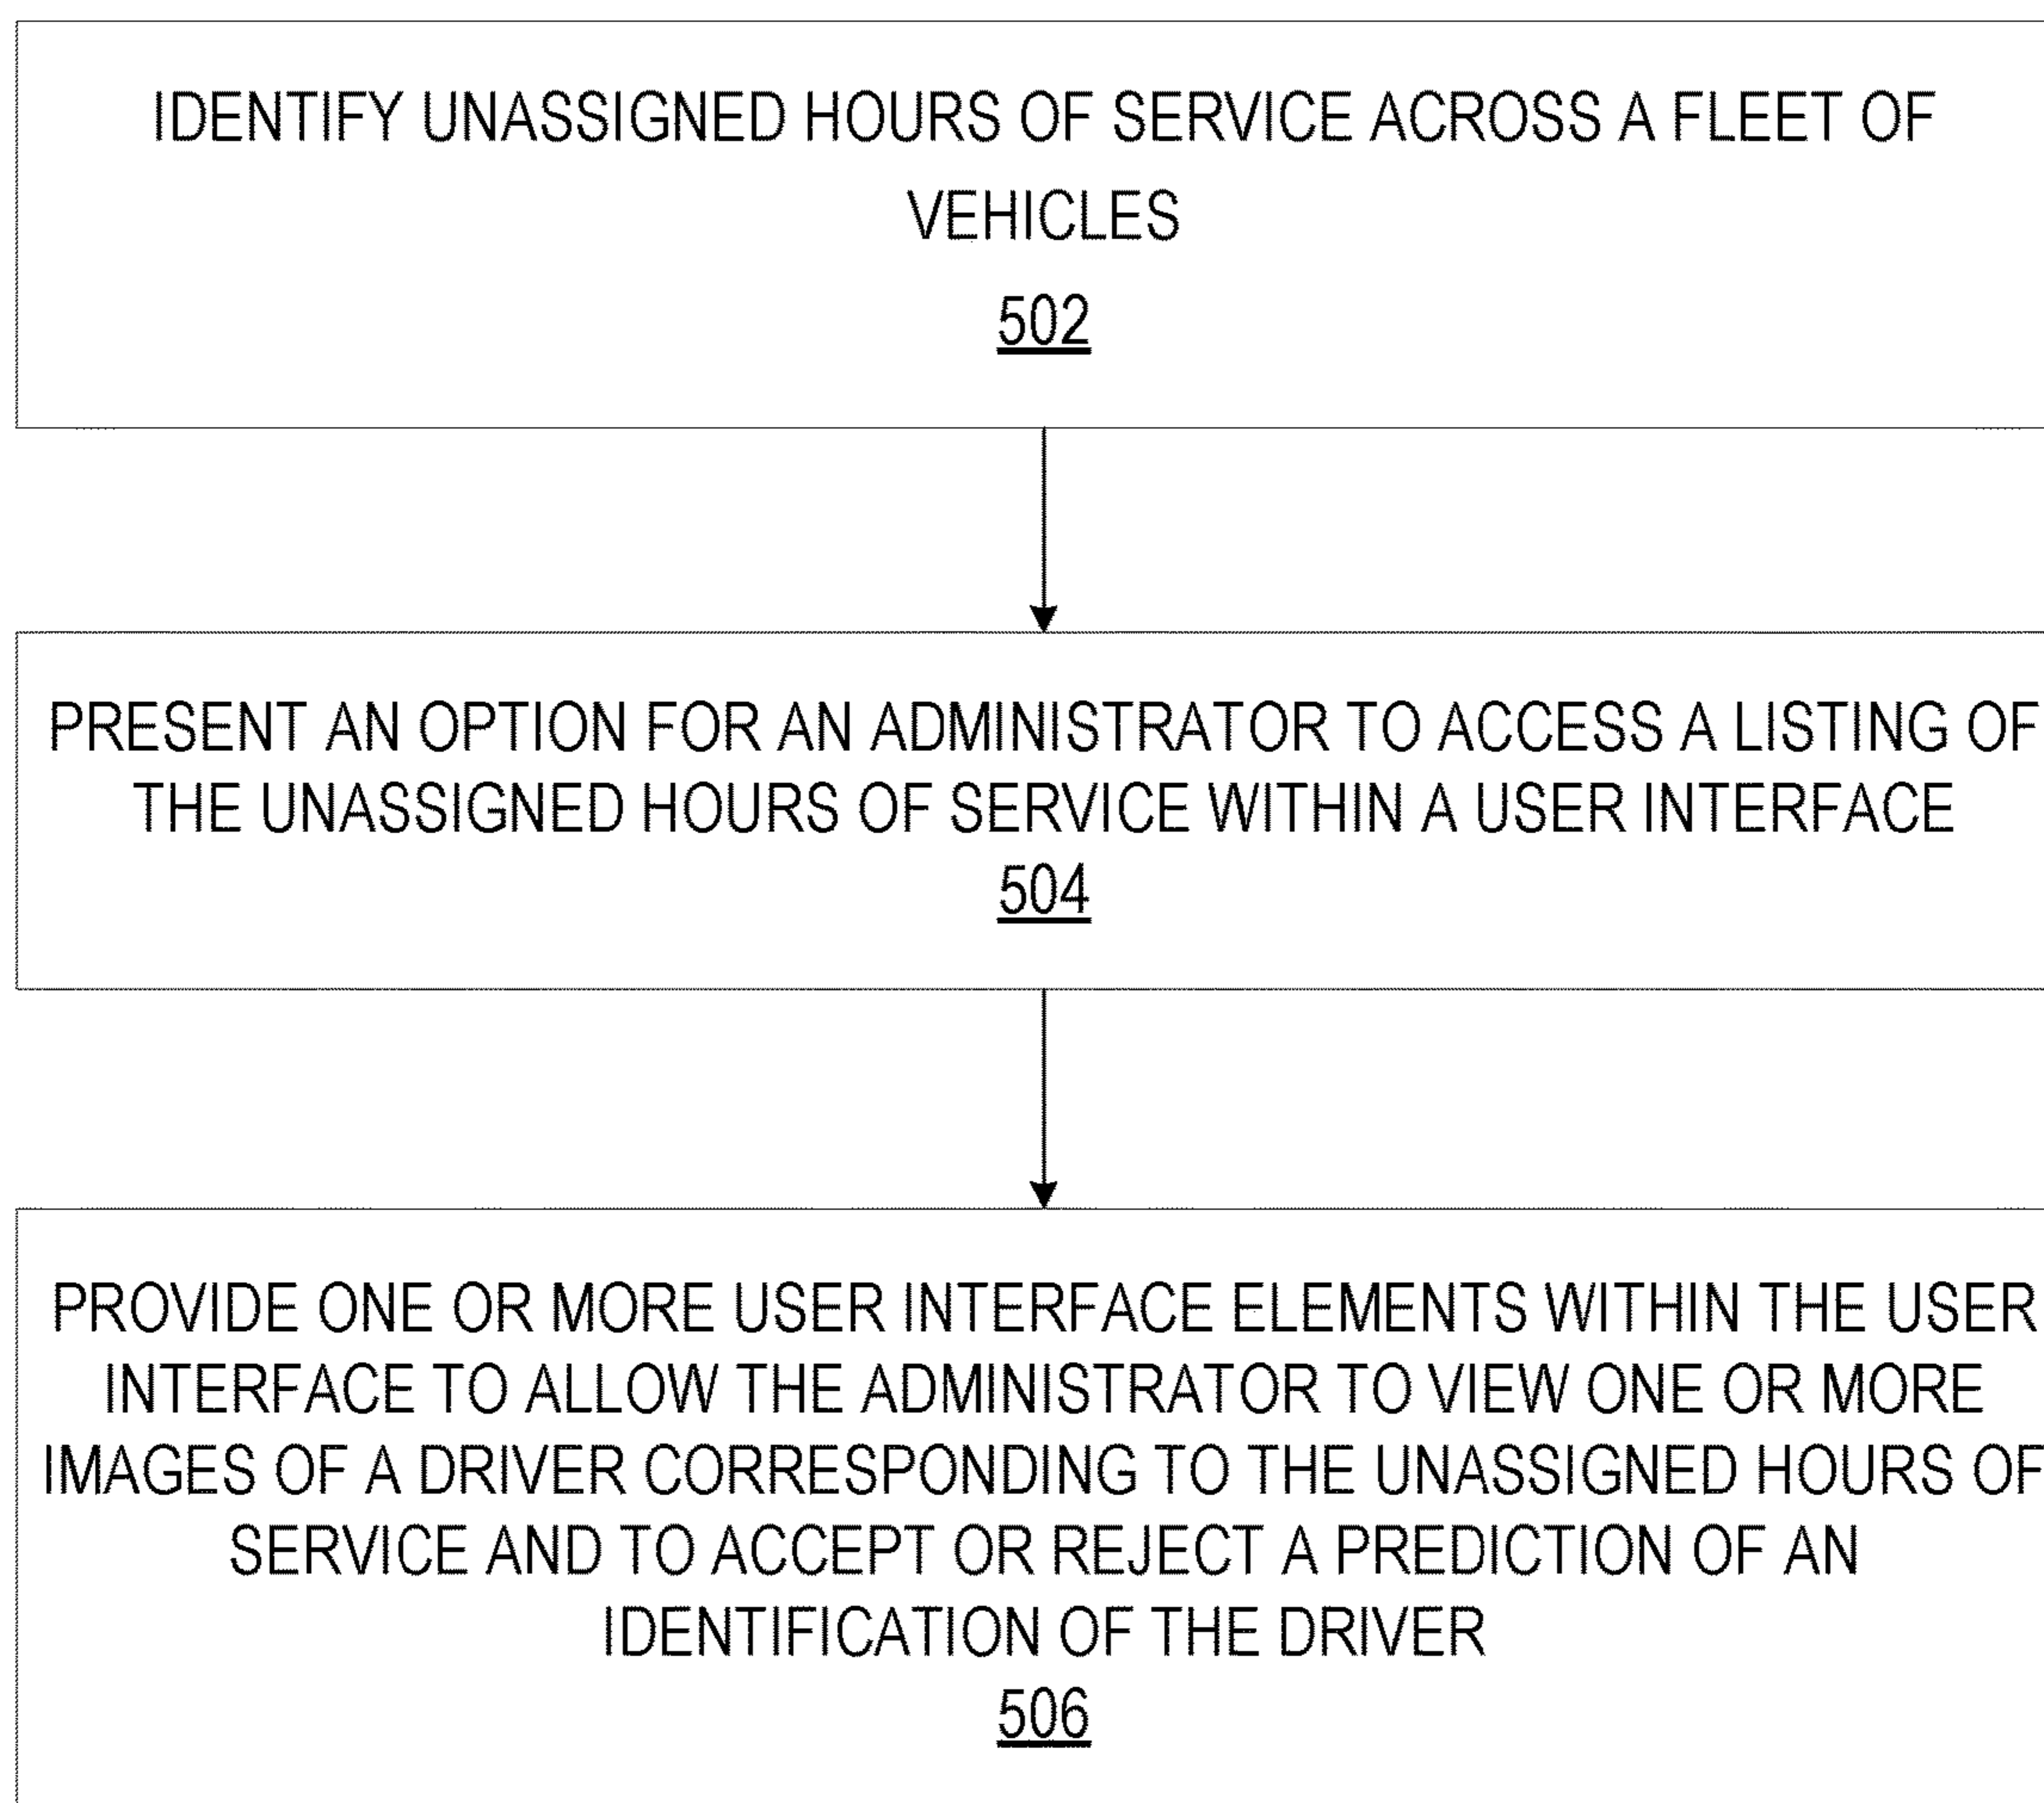 IDENTIFY UNASSIGNED HOURS OF SERVICE ACROSS A FLEET OF
VEHICLES
502
PRESENT AN OPTION FOR AN ADMINISTRATOR TO ACCESS A LISTING OF
THE UNASSIGNED HOURS OF SERVICE WITHIN A USER INTERFACE
504
PROVIDE ONE OR MORE USER INTERFACE ELEMENTS WITHIN THE USER
INTERFACE TO ALLOW THE ADMINISTRATOR TO VIEW ONE OR MORE
IMAGES OF A DRIVER CORRESPONDING TO THE UNASSIGNED HOURS OF
SERVICE AND TO ACCEPT OR REJECT A PREDICTION OF AN
IDENTIFICATION OF THE DRIVER
506